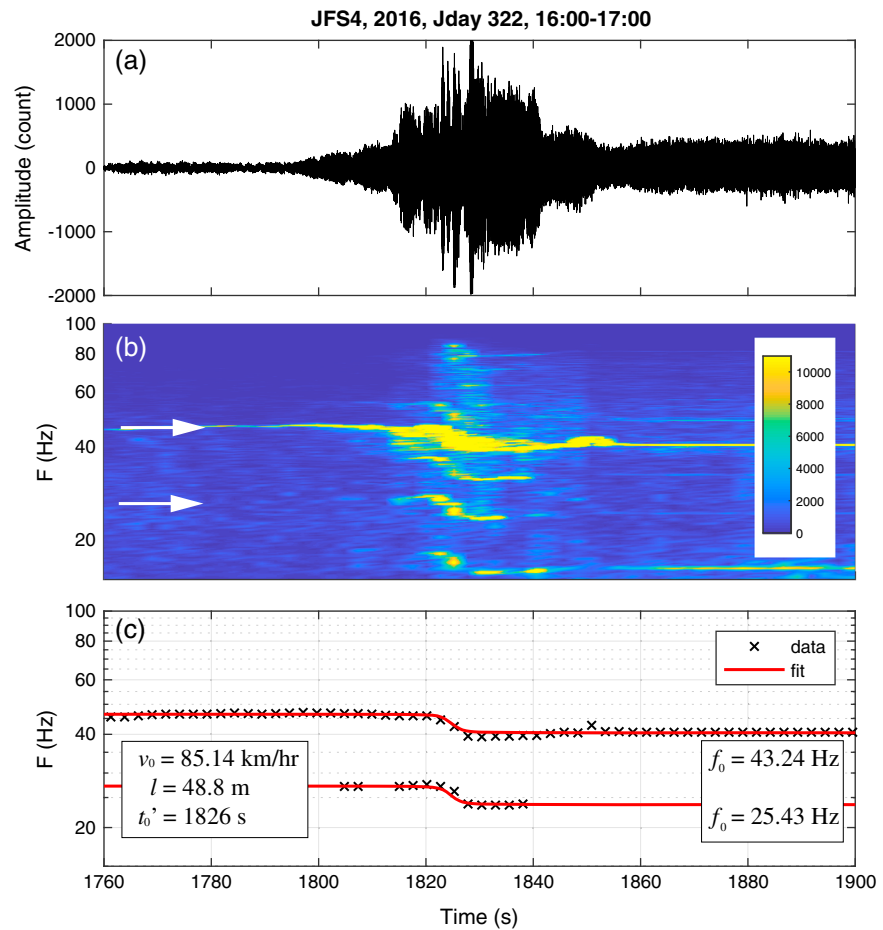 JFS4, 2016, Jday 322, 16:00-17:00
(a)
Amplitude (count)
2000
1000
0
-1000
-2000
(b)
F (Hz)
100
80
60
40
20
10000
8000
6000
4000
2000
0
(c)
F (Hz)
100
80
60
40
20
data
fit
v₀ = 85.14 km/hr
l = 48.8 m
t₀' = 1826 s
f₀ = 43.24 Hz
f₀ = 25.43 Hz
1760 1780 1800 1820 1840 1860 1880 1900
Time (s)